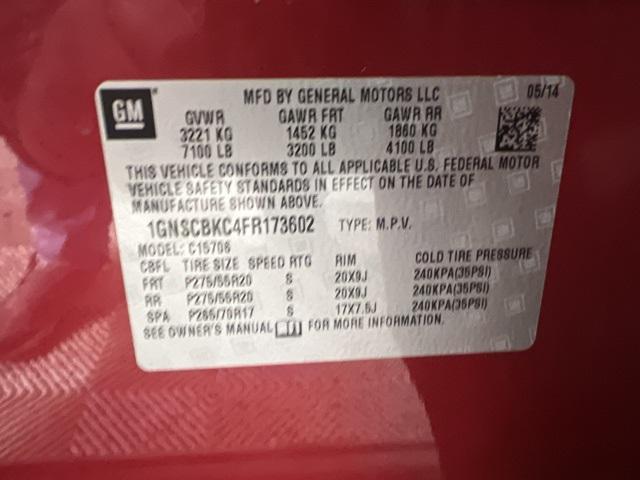 GM
MFD BY GENERAL MOTORS LLC 05/14
GVWR GAWR FRT GAWR RR
3221 KG 1452 KG 1860 KG
7100 LB 3200 LB 4100 LB
THIS VEHICLE CONFORMS TO ALL APPLICABLE U.S. FEDERAL MOTOR
VEHICLE SAFETY STANDARDS IN EFFECT ON THE DATE OF
MANUFACTURE SHOWN ABOVE.
1GNSCBKC4FR173602 TYPE: M.P.V.
MODEL: C15706
CBFL TIRE SIZE SPEED RTG RIM COLD TIRE PRESSURE
FRT P275/55R20 S 20X9J 240KPA(35PSI)
RR P275/55R20 S 20X9J 240KPA(35PSI)
SPA P265/70R17 S 17X7.5J 240KPA(35PSI)
SEE OWNER'S MANUAL FOR MORE INFORMATION.